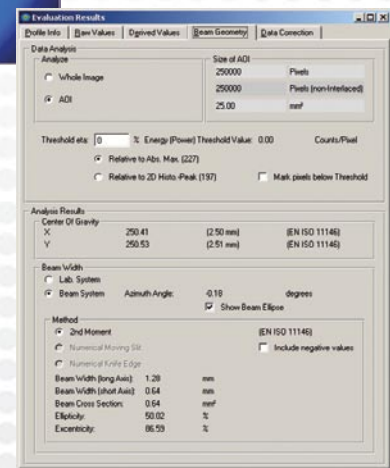 Evaluation Results
Profile Info Raw Values Derived Values Beam Geometry Data Correction
Data Analysis
Analyze
Whole Image
AOI
Size of AOI
250000 Pixels
250000 Pixels (non-Interlaced)
25.00 mm²
Threshold eta: 0 % Energy (Power) Threshold Value: 0.00 Counts/Pixel
Relative to Abs. Max. (227)
Relative to 2D Histo.-Peak (197) Mark pixels below Threshold
Analysis Results
Center Of Gravity
X 250.41 (2.50 mm) (EN ISO 11146)
Y 250.53 (2.51 mm) (EN ISO 11146)
Beam Width
Lab. System
Beam System Azimuth Angle: -0.18 degrees
Show Beam Ellipse
Method
2nd Moment (EN ISO 11146)
Numerical Moving Slit Include negative values
Numerical Knife Edge
Beam Width (long Axis): 1.28 mm
Beam Width (short Axis): 0.64 mm
Beam Cross Section: 0.64 mm²
Ellipticity: 50.02 %
Excentricity: 86.59 %